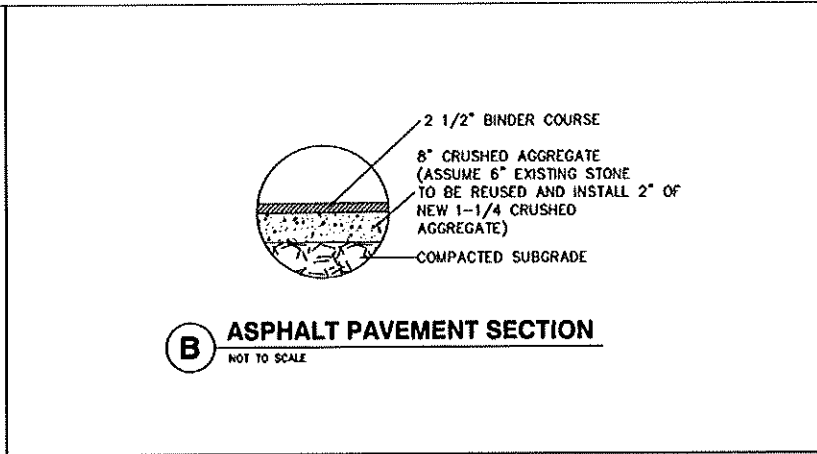 2 1/2" BINDER COURSE
8" CRUSHED AGGREGATE
(ASSUME 6" EXISTING STONE
TO BE REUSED AND INSTALL 2" OF
NEW 1-1/4 CRUSHED
AGGREGATE)
COMPACTED SUBGRADE
B ASPHALT PAVEMENT SECTION
NOT TO SCALE